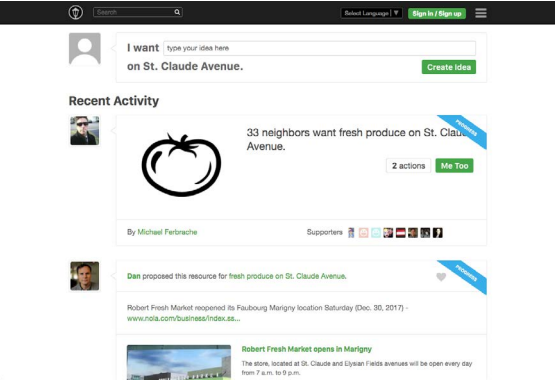 Search
Select Language | ▼
Sign in / Sign up
I want type your idea here
on St. Claude Avenue.
Create Idea
Recent Activity
PROGRESS
33 neighbors want fresh produce on St. Claude
Avenue.
2 actions
Me Too
By Michael Ferbrache
Supporters
PROGRESS
Dan proposed this resource for fresh produce on St. Claude Avenue.
Robert Fresh Market reopened its Faubourg Marigny location Saturday (Dec. 30, 2017) -
www.nola.com/business/index.ss...
Robert Fresh Market opens in Marigny
The store, located at St. Claude and Elysian Fields avenues will be open every day
from 7 a.m. to 9 p.m.